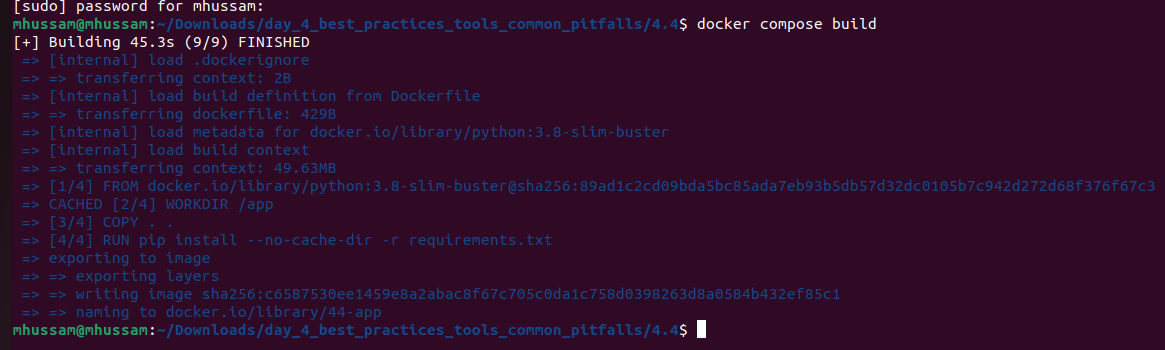 [sudo] password for mhussam:
mhussam@mhussam:~/Downloads/day_4_best_practices_tools_common_pitfalls/4.4$ docker compose build
[+] Building 45.3s (9/9) FINISHED
=> [internal] load .dockerignore
=> => transferring context: 2B
=> [internal] load build definition from Dockerfile
=> => transferring dockerfile: 429B
=> [internal] load metadata for docker.io/library/python:3.8-slim-buster
=> [internal] load build context
=> => transferring context: 49.63MB
=> [1/4] FROM docker.io/library/python:3.8-slim-buster@sha256:89ad1c2cd09bda5bc85ada7eb93b5db57d32dc0105b7c942d272d68f376f67c3
=> CACHED [2/4] WORKDIR /app
=> [3/4] COPY . .
=> [4/4] RUN pip install --no-cache-dir -r requirements.txt
=> exporting to image
=> => exporting layers
=> => writing image sha256:c6587530ee1459e8a2abac8f67c705c0da1c758d0398263d8a0584b432ef85c1
=> => naming to docker.io/library/44-app
mhussam@mhussam:~/Downloads/day_4_best_practices_tools_common_pitfalls/4.4$